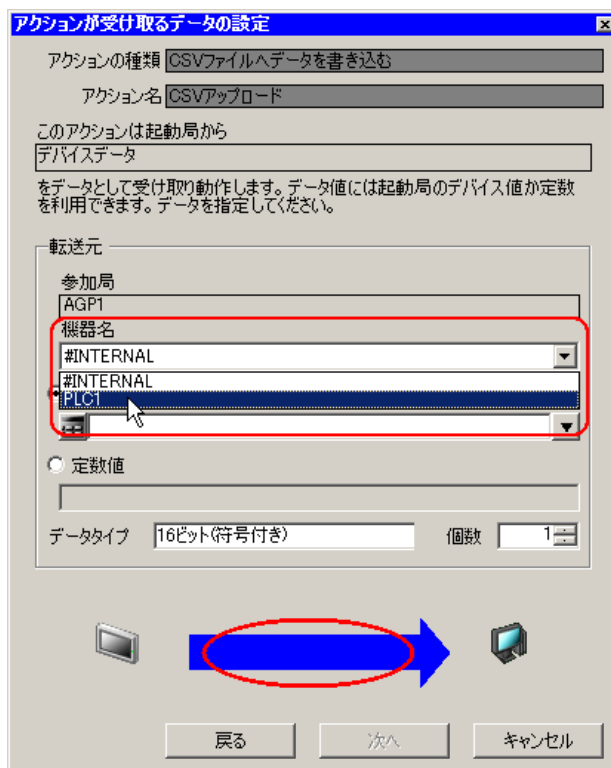 アクションが受け取るデータの設定
アクションの種類 CSVファイルへデータを書き込む
アクション名 CSVアップロード
このアクションは起動局から
デバイスデータ
をデータとして受け取り動作します。データ値には起動局のデバイス値か定数
を利用できます。データを指定してください。
転送元
参加局
AGP1
機器名
#INTERNAL
#INTERNAL
PLC1
定数値
データタイプ 16ビット(符号付き) 個数 1
戻る 次へ キャンセル